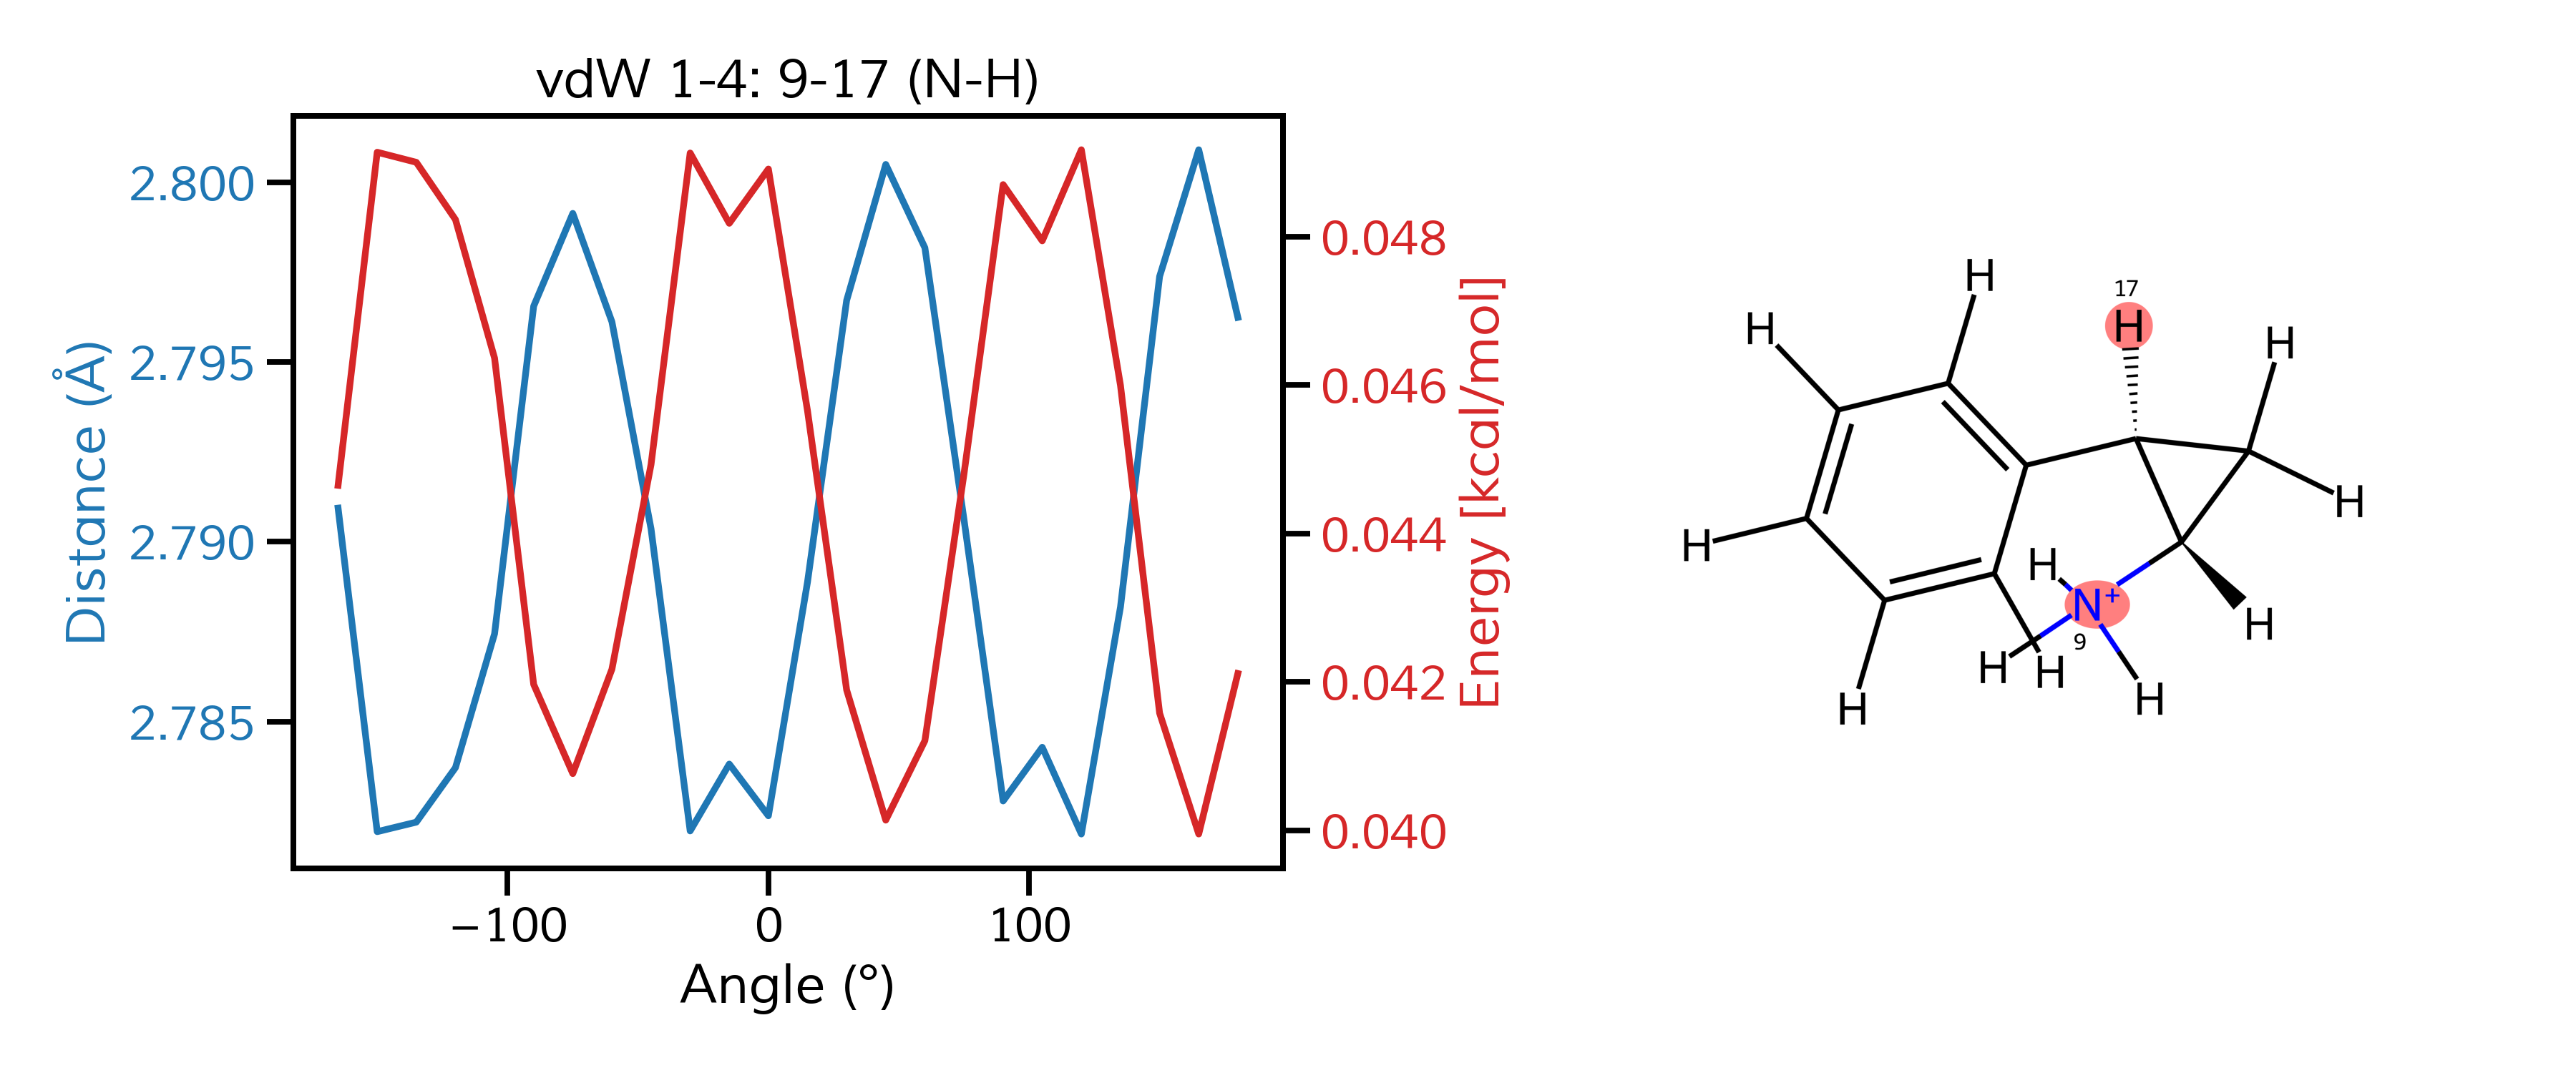 vdW 1-4: 9-17 (N-H)
Distance (Å)
2.800
2.795
2.790
2.785
0.048
0.046
0.044
0.042
0.040
Energy [kcal/mol]
−100 0 100
Angle (°)
H
17
H
H
H
H
H
H
H
N+
9
H
H
H
H
H